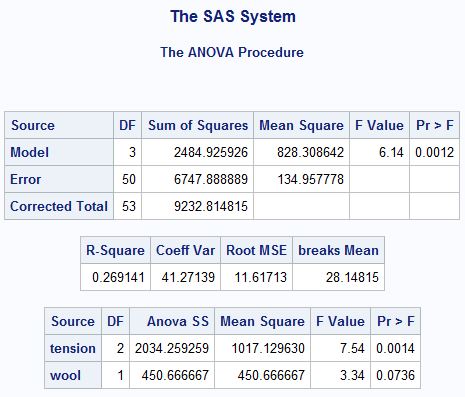 The SAS System
The ANOVA Procedure
Source DF Sum of Squares Mean Square F Value Pr > F
Model 3 2484.925926 828.308642 6.14 0.0012
Error 50 6747.888889 134.957778
Corrected Total 53 9232.814815
R-Square Coeff Var Root MSE breaks Mean
0.269141 41.27139 11.61713 28.14815
Source DF Anova SS Mean Square F Value Pr > F
tension 2 2034.259259 1017.129630 7.54 0.0014
wool 1 450.666667 450.666667 3.34 0.0736